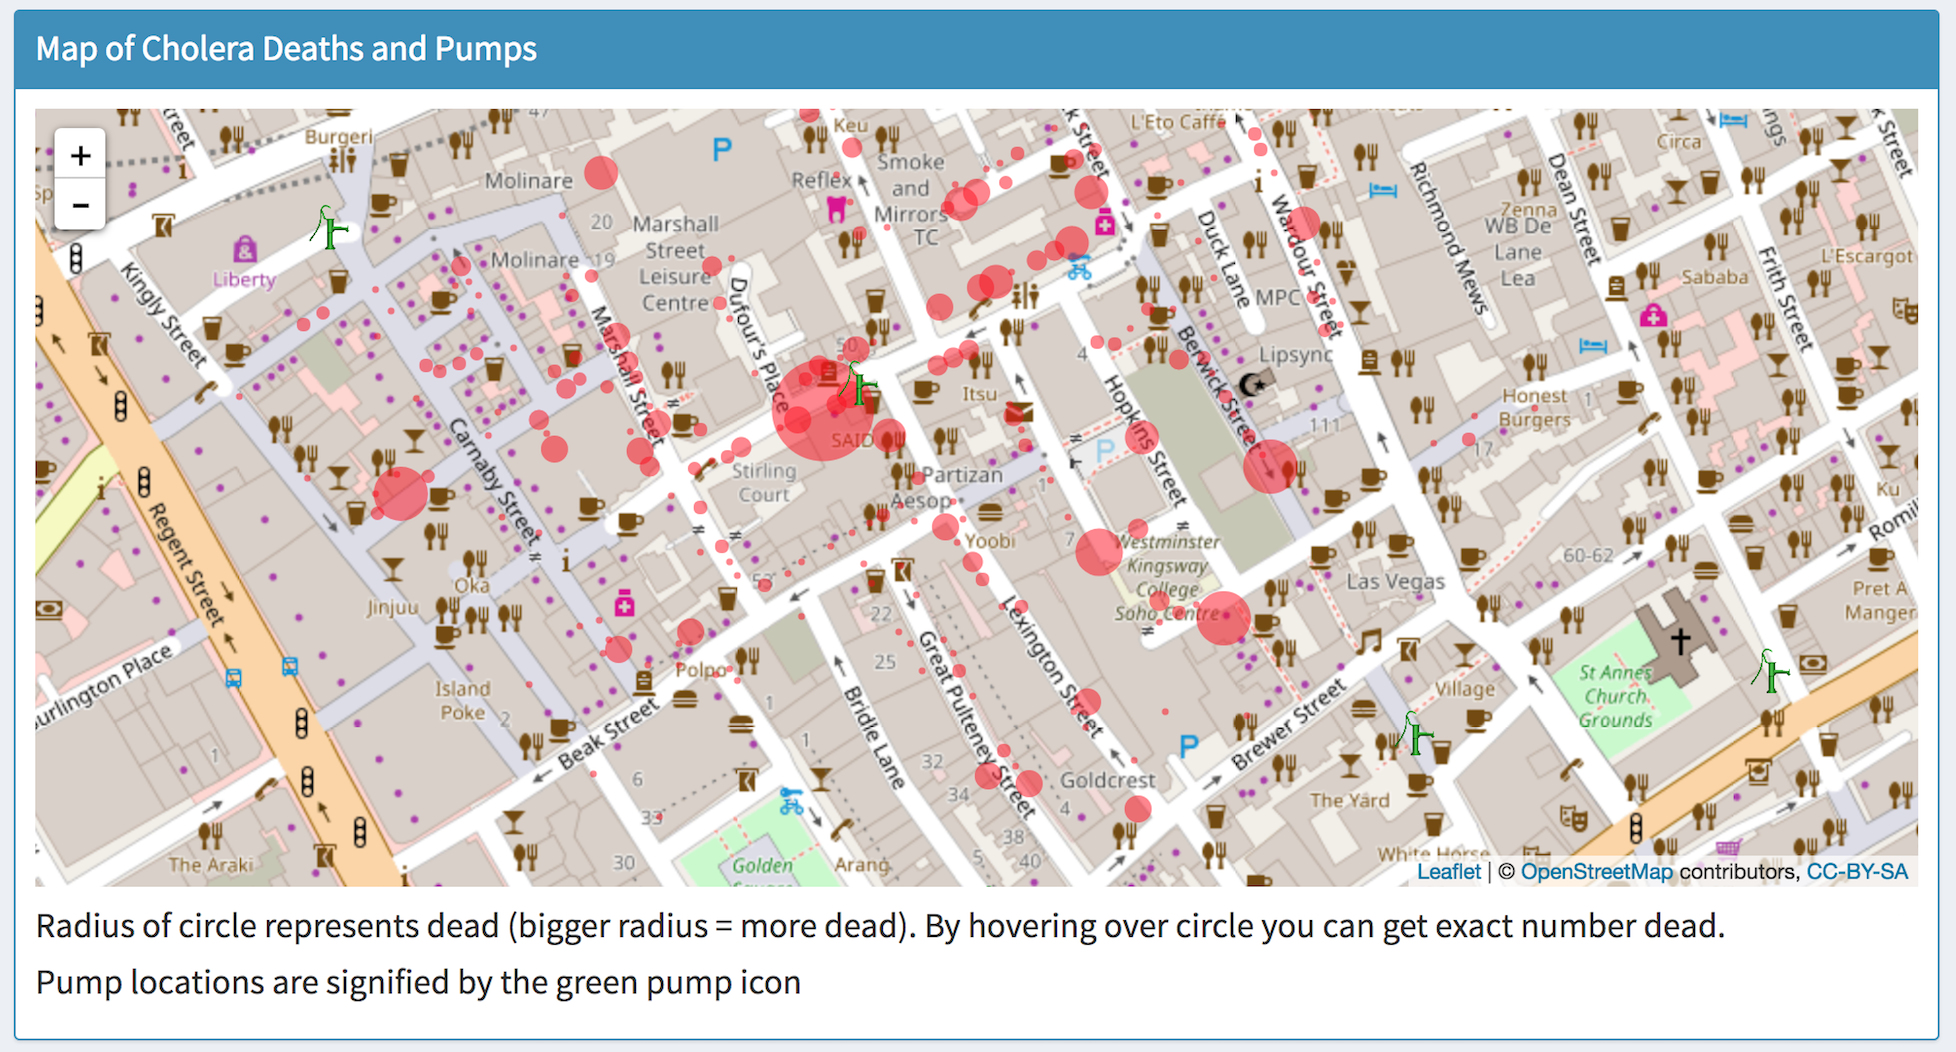 Map of Cholera Deaths and Pumps
+
−
47
Burgeri
Keu
L'Eto Caffé
Circa
Molinare
Reflex
Smoke
and
Mirrors
TC
P
i
20
Marshall
Street
Leisure
Centre
Molinare
19
Liberty
Kingly Street
Dufour's Place
Marshall Street
Duck Lane
Wardour Street
MPC
Richmond Mews
Dean Street
Zenna
WB De
Lane
Lea
Sababa
Frith Street
L'Escargot
50
4
Lipsync
Berwick Street
Hopkins Street
Itsu
Honest
Burgers
1
111
17
SAID
P
Carnaby Street
Stirling
Court
Partizan
Aesop
1
Regent Street
i
Yoobi
7
Westminster
Kingsway
College
Soho Centre
Las Vegas
60-62
Ku
Oka
Jinjuu
i
22
25
Great Pulteney Street
Lexington Street
Pret A
Manger
Polpo
Island
Poke
2
Beak Street
1
Bridle Lane
1
32
34
4
Goldcrest
P
Brewer Street
Village
St Annes
Church
Grounds
The Yard
6
33
38
40
5
1
The Araki
30
Golden
Arang
White Horse
Leaflet | © OpenStreetMap contributors, CC-BY-SA
Radius of circle represents dead (bigger radius = more dead). By hovering over circle you can get exact number dead.
Pump locations are signified by the green pump icon